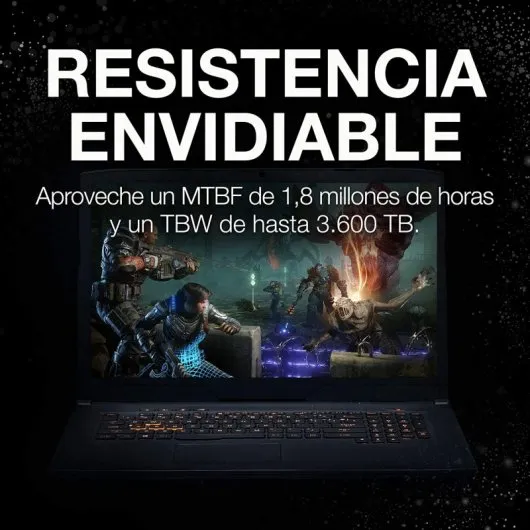 RESISTENCIA
ENVIDIABLE
Aproveche un MTBF de 1,8 millones de horas
y un TBW de hasta 3.600 TB.